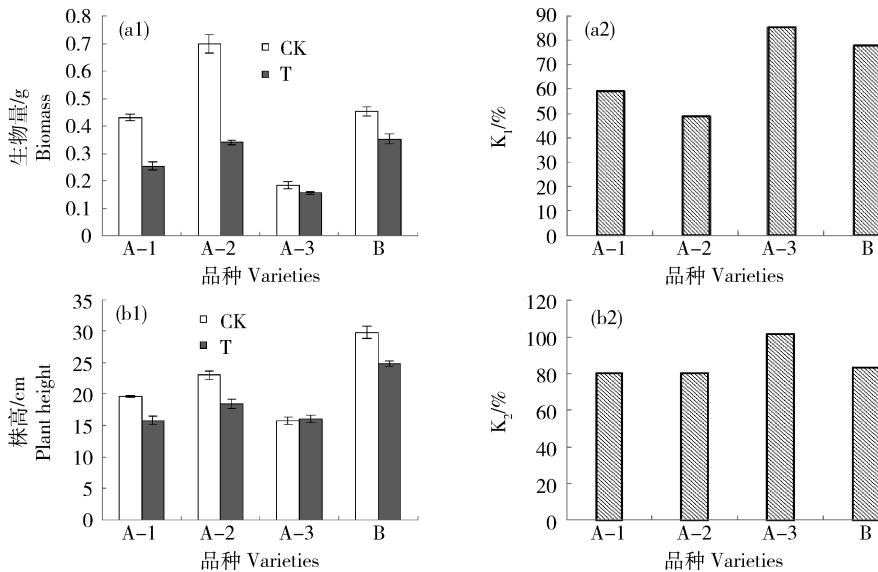 (a1)
CK
T
0.8
0.7
0.6
0.5
0.4
0.3
0.2
0.1
0
生物量/g
Biomass
A-1 A-2 A-3 B
品种 Varieties
(a2)
90
80
70
60
50
40
30
20
10
0
K1/%
A-1 A-2 A-3 B
品种 Varieties
(b1)
CK
T
35
30
25
20
15
10
5
0
株高/cm
Plant height
A-1 A-2 A-3 B
品种 Varieties
(b2)
120
100
80
60
40
20
0
K2/%
A-1 A-2 A-3 B
品种 Varieties